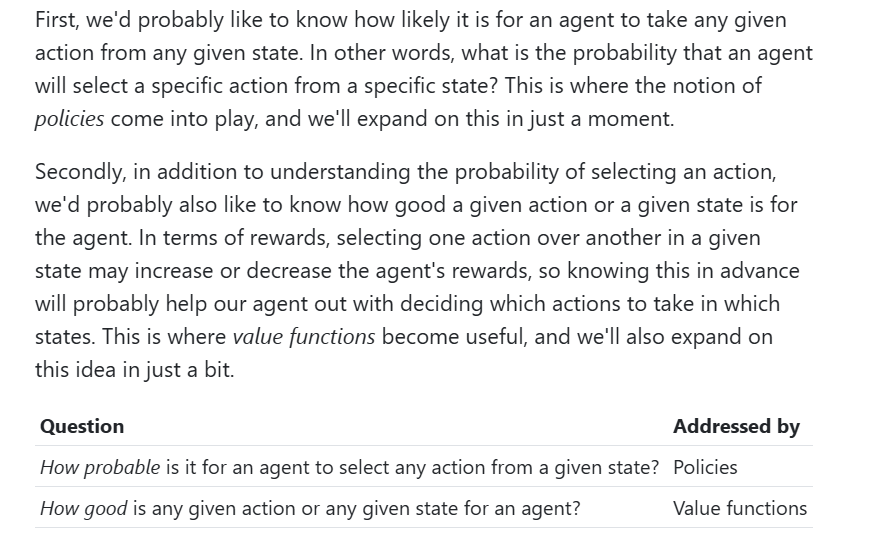 First, we'd probably like to know how likely it is for an agent to take any given
action from any given state. In other words, what is the probability that an agent
will select a specific action from a specific state? This is where the notion of
policies come into play, and we'll expand on this in just a moment.
Secondly, in addition to understanding the probability of selecting an action,
we'd probably also like to know how good a given action or a given state is for
the agent. In terms of rewards, selecting one action over another in a given
state may increase or decrease the agent's rewards, so knowing this in advance
will probably help our agent out with deciding which actions to take in which
states. This is where value functions become useful, and we'll also expand on
this idea in just a bit.
Question Addressed by
How probable is it for an agent to select any action from a given state? Policies
How good is any given action or any given state for an agent? Value functions